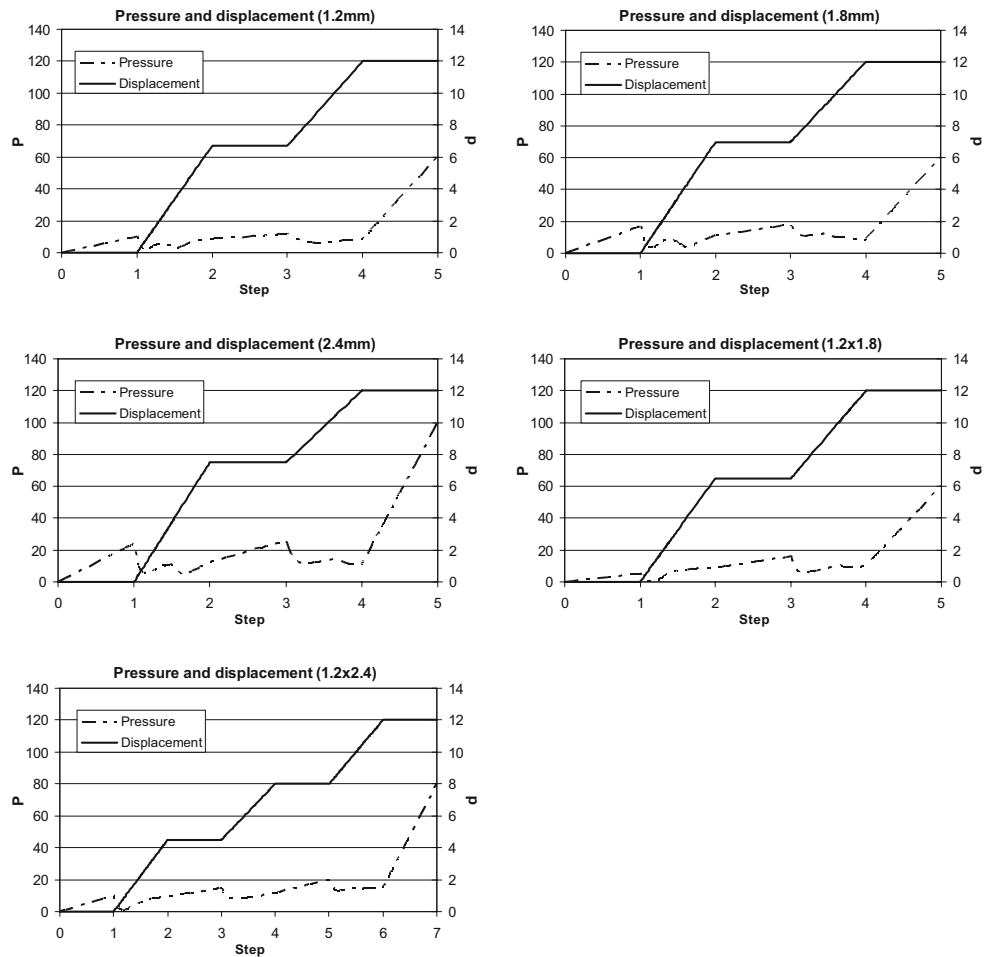 Pressure and displacement (1.2mm)
140
120
100
80
60
40
20
0
P
14
12
10
8
6
4
2
0
d
Pressure
Displacement
0 1 2 3 4 5
Step
Pressure and displacement (1.8mm)
140
120
100
80
60
40
20
0
P
14
12
10
8
6
4
2
0
d
Pressure
Displacement
0 1 2 3 4 5
Step
Pressure and displacement (2.4mm)
140
120
100
80
60
40
20
0
P
14
12
10
8
6
4
2
0
d
Pressure
Displacement
0 1 2 3 4 5
Step
Pressure and displacement (1.2x1.8)
140
120
100
80
60
40
20
0
P
14
12
10
8
6
4
2
0
d
Pressure
Displacement
0 1 2 3 4 5
Step
Pressure and displacement (1.2x2.4)
140
120
100
80
60
40
20
0
P
14
12
10
8
6
4
2
0
d
Pressure
Displacement
0 1 2 3 4 5 6 7
Step